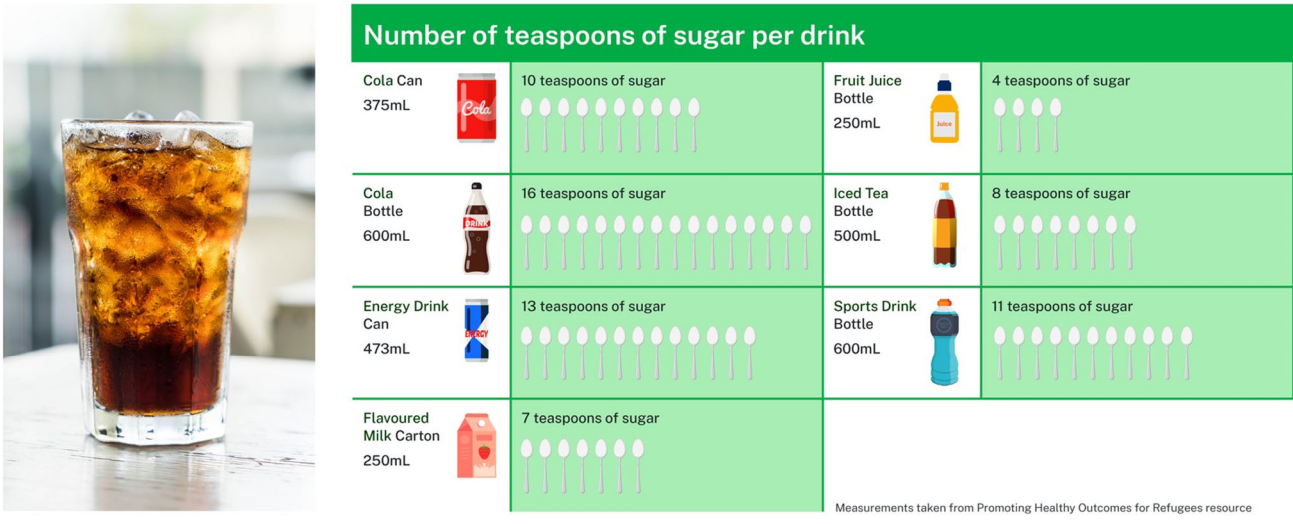 Number of teaspoons of sugar per drink
Cola Can
375mL
Cola
10 teaspoons of sugar
Fruit Juice
Bottle
250mL
Juice
4 teaspoons of sugar
Cola
Bottle
600mL
DRINK
16 teaspoons of sugar
Iced Tea
Bottle
500mL
8 teaspoons of sugar
Energy Drink
Can
473mL
ENERGY
13 teaspoons of sugar
Sports Drink
Bottle
600mL
11 teaspoons of sugar
Flavoured
Milk Carton
250mL
7 teaspoons of sugar
Measurements taken from Promoting Healthy Outcomes for Refugees resource